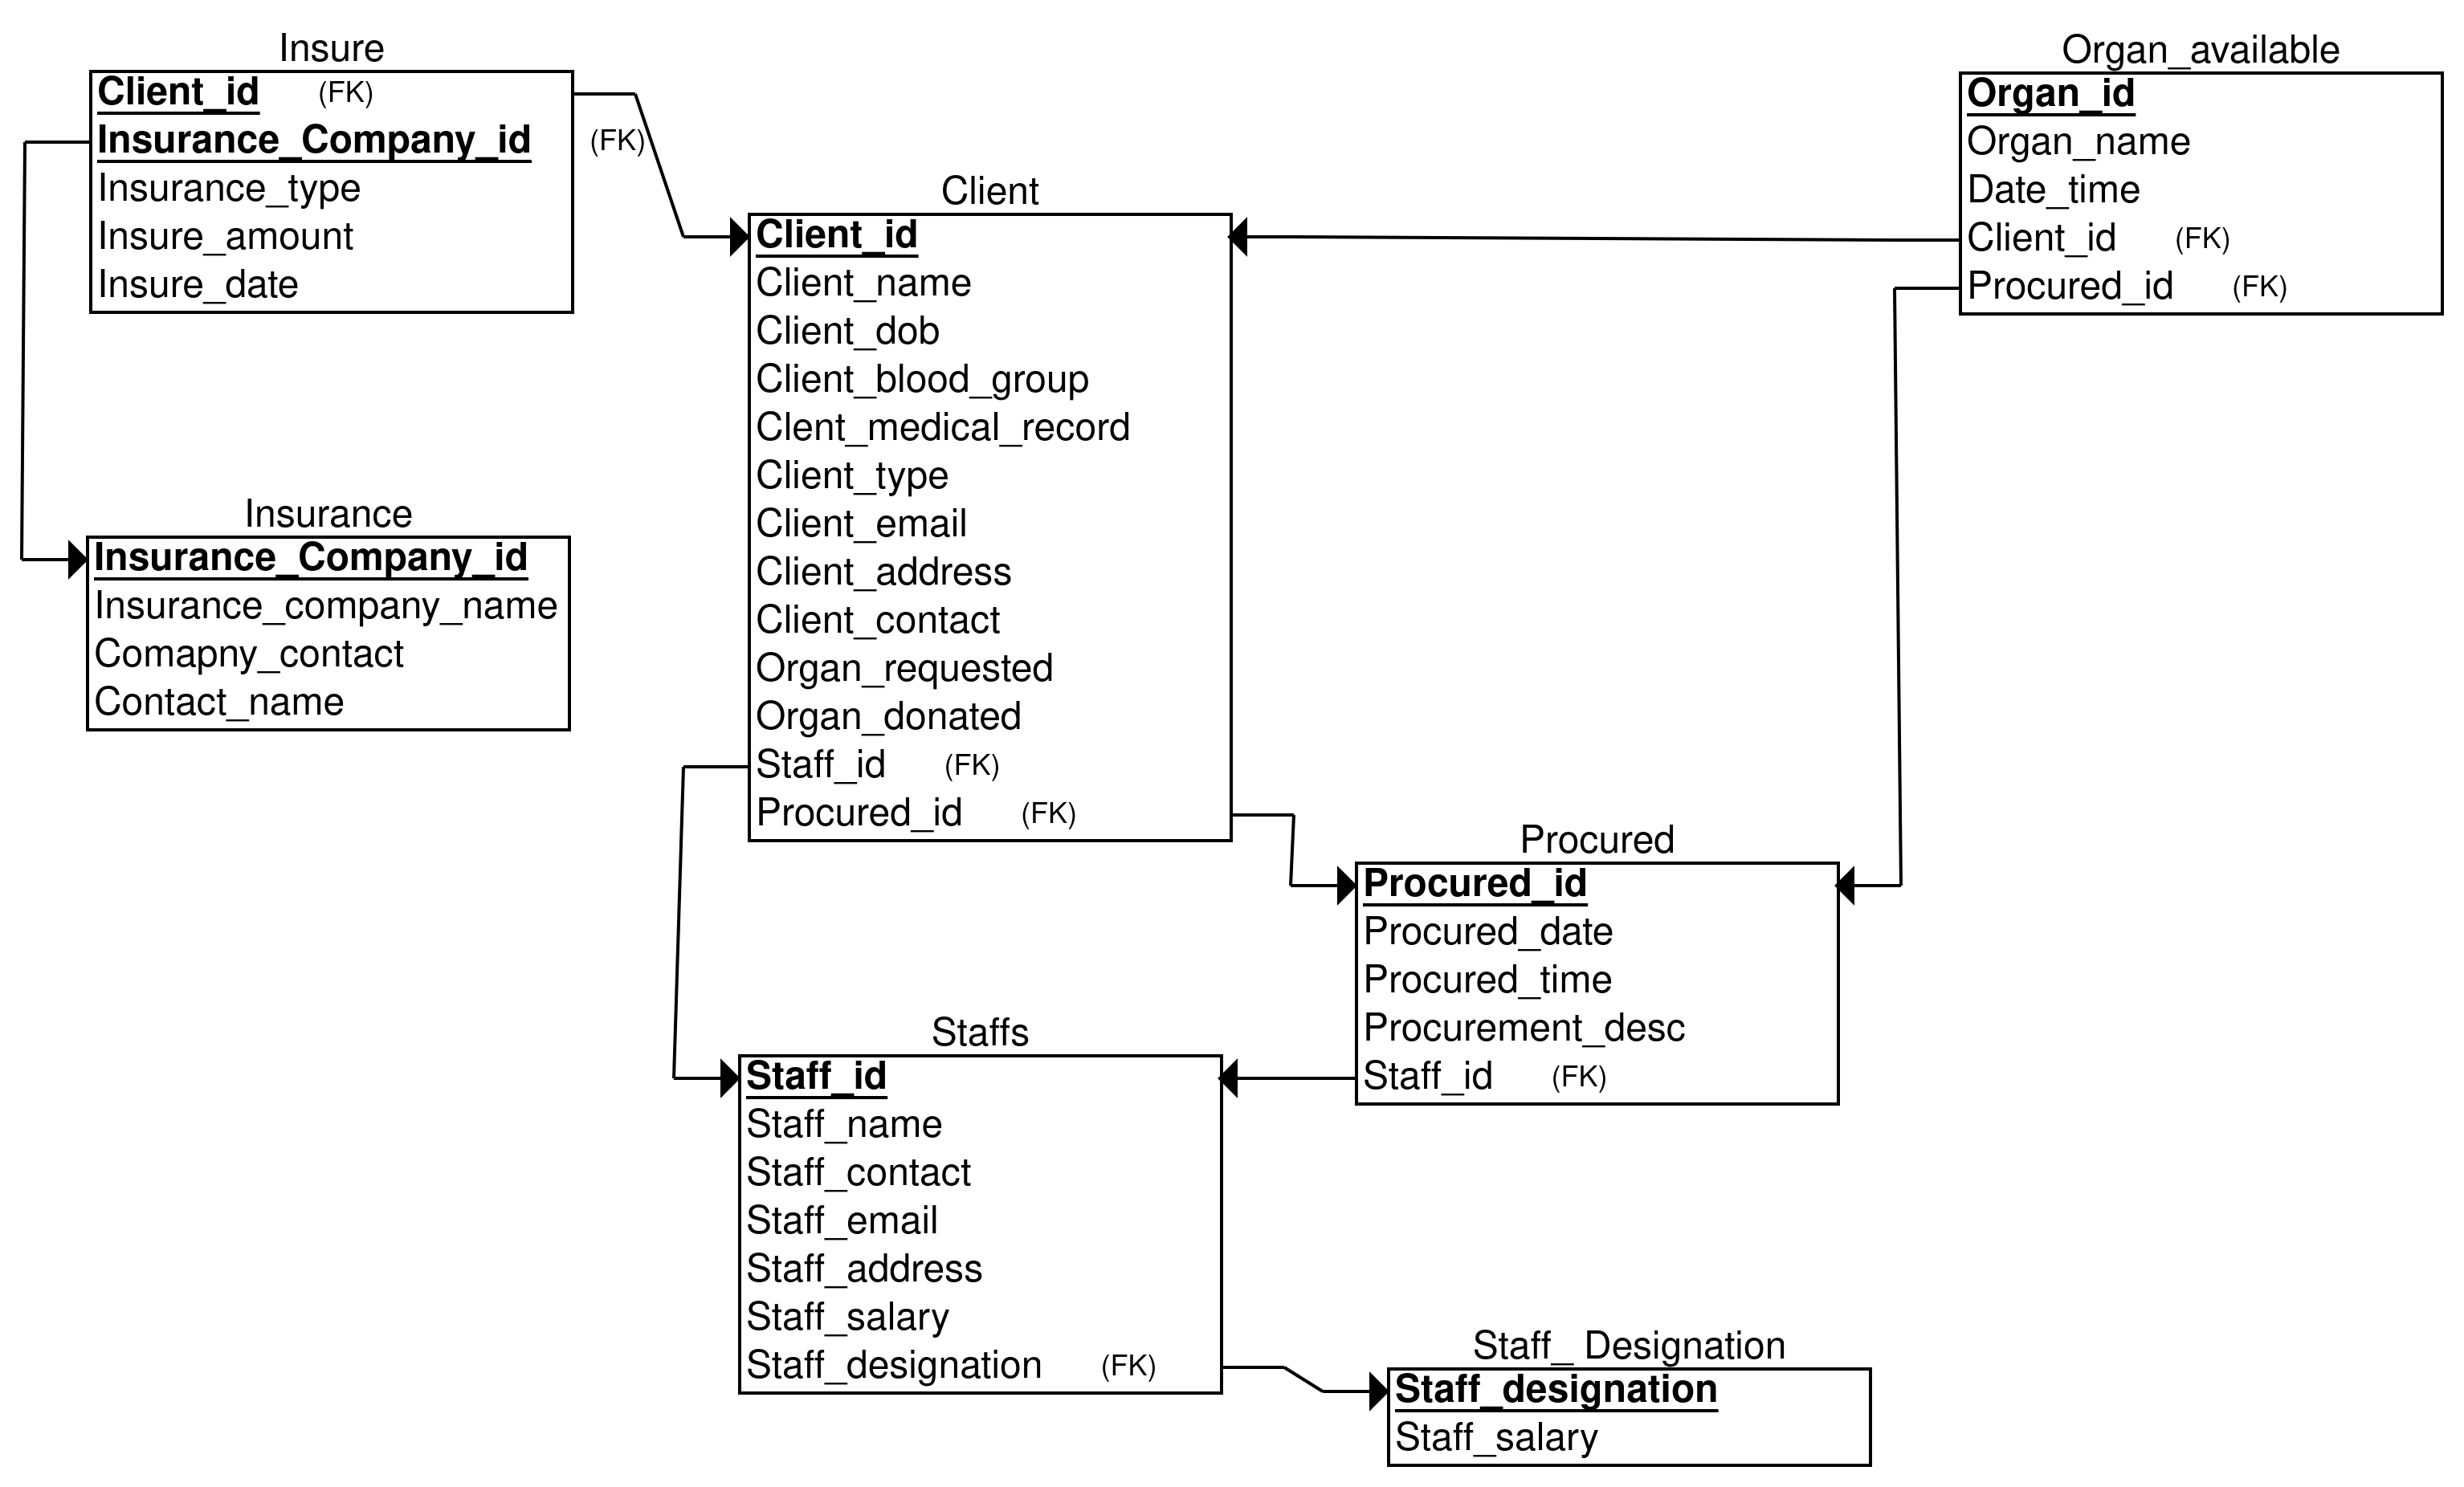 Insure
Client_id (FK)
Insurance_Company_id (FK)
Insurance_type
Insure_amount
Insure_date
Insurance
Insurance_Company_id
Insurance_company_name
Comapny_contact
Contact_name
Client
Client_id
Client_name
Client_dob
Client_blood_group
Clent_medical_record
Client_type
Client_email
Client_address
Client_contact
Organ_requested
Organ_donated
Staff_id (FK)
Procured_id (FK)
Organ_available
Organ_id
Organ_name
Date_time
Client_id (FK)
Procured_id (FK)
Procured
Procured_id
Procured_date
Procured_time
Procurement_desc
Staff_id (FK)
Staffs
Staff_id
Staff_name
Staff_contact
Staff_email
Staff_address
Staff_salary
Staff_designation (FK)
Staff_ Designation
Staff_designation
Staff_salary